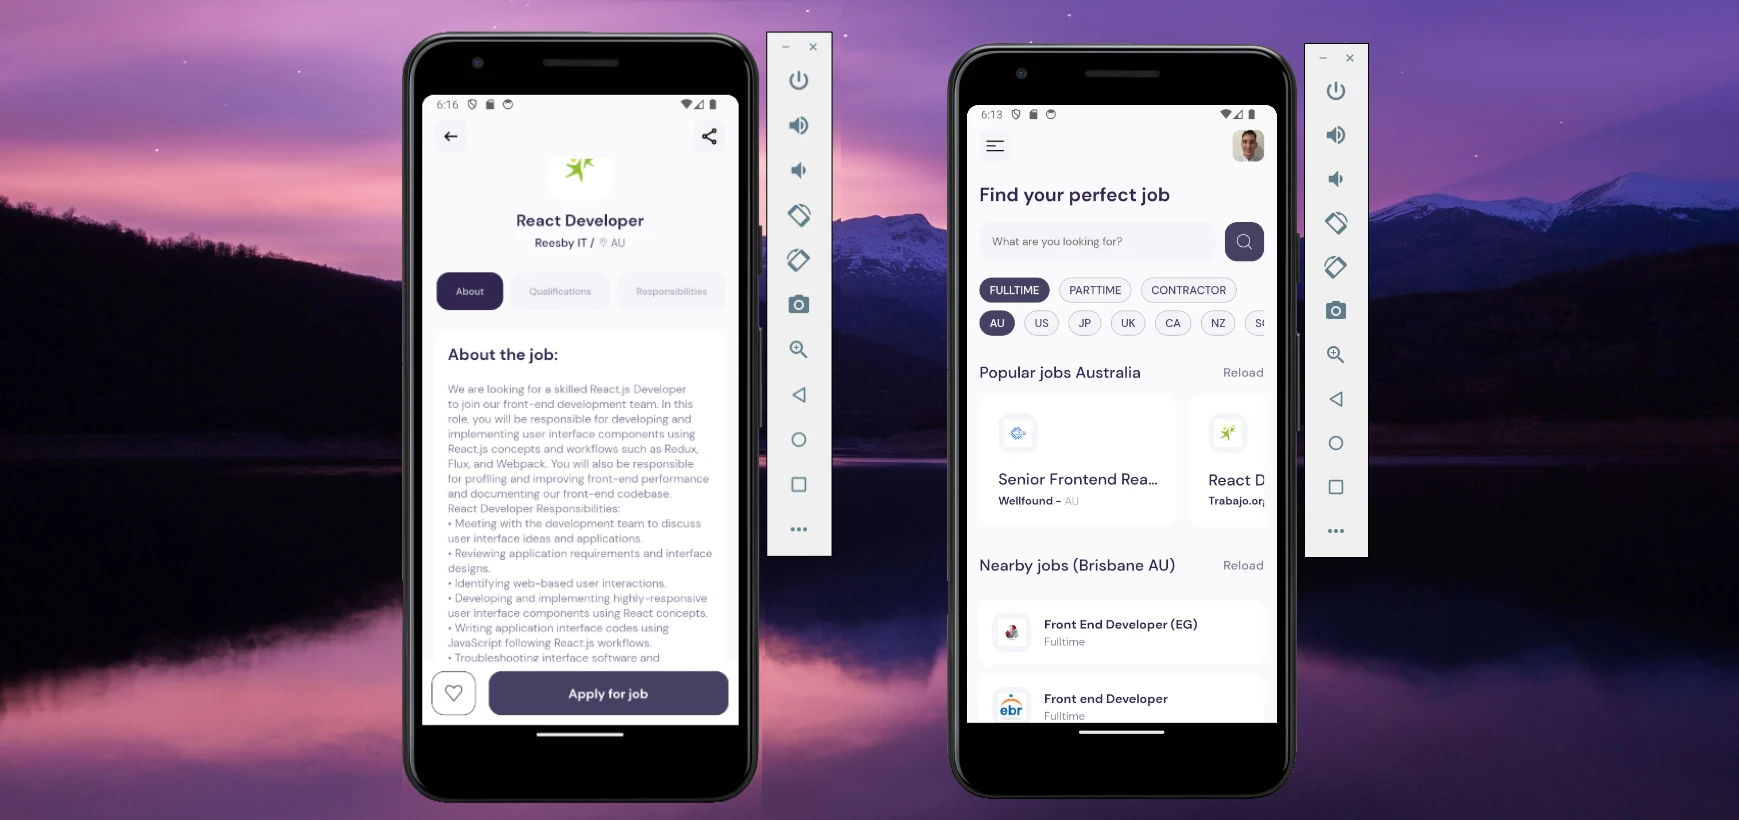 6:16
React Developer
Reesby IT / AU
About
Qualifications
Responsibilities
About the job:
We are looking for a skilled React.js Developer
to join our front-end development team. In this
role, you will be responsible for developing and
implementing user interface components using
React.js concepts and workflows such as Redux,
Flux, and Webpack. You will also be responsible
for profiling and improving front-end performance
and documenting our front-end codebase.
React Developer Responsibilities:
• Meeting with the development team to discuss
user interface ideas and applications.
• Reviewing application requirements and interface
designs.
• Identifying web-based user interactions.
• Developing and implementing highly-responsive
user interface components using React concepts.
• Writing application interface codes using
JavaScript following React.js workflows.
• Troubleshooting interface software and
Apply for job
6:13
Find your perfect job
What are you looking for?
FULLTIME PARTTIME CONTRACTOR
AU US JP UK CA NZ
Popular jobs Australia Reload
Senior Frontend Rea...
Wellfound - AU
React D
Trabajo.org
Nearby jobs (Brisbane AU) Reload
Front End Developer (EG)
Fulltime
ebr
Front end Developer
Fulltime